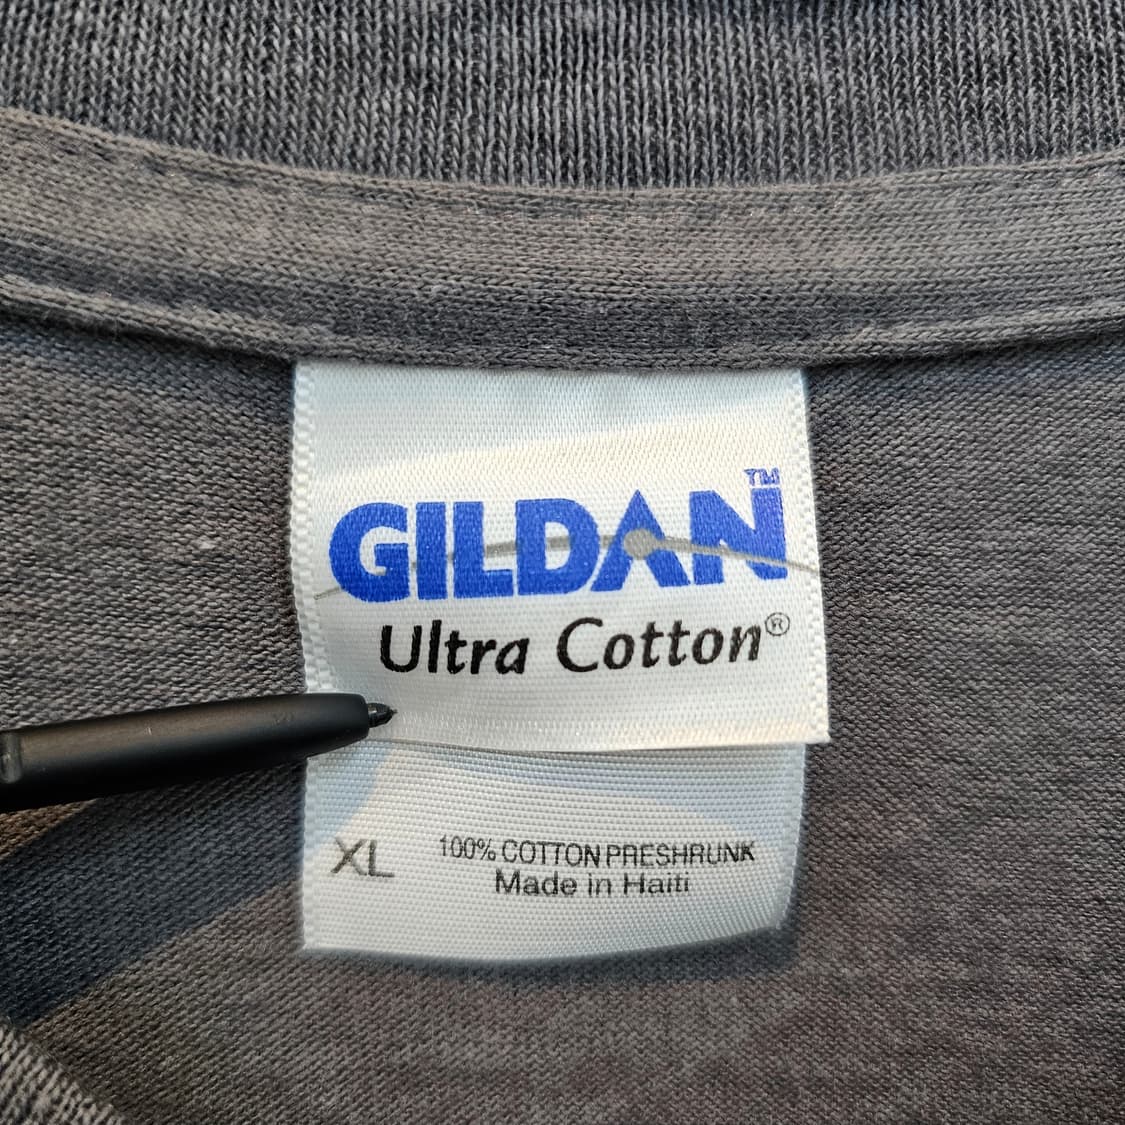 GILDAN™
Ultra Cotton®
XL
100% COTTON PRESHRUNK
Made in Haiti